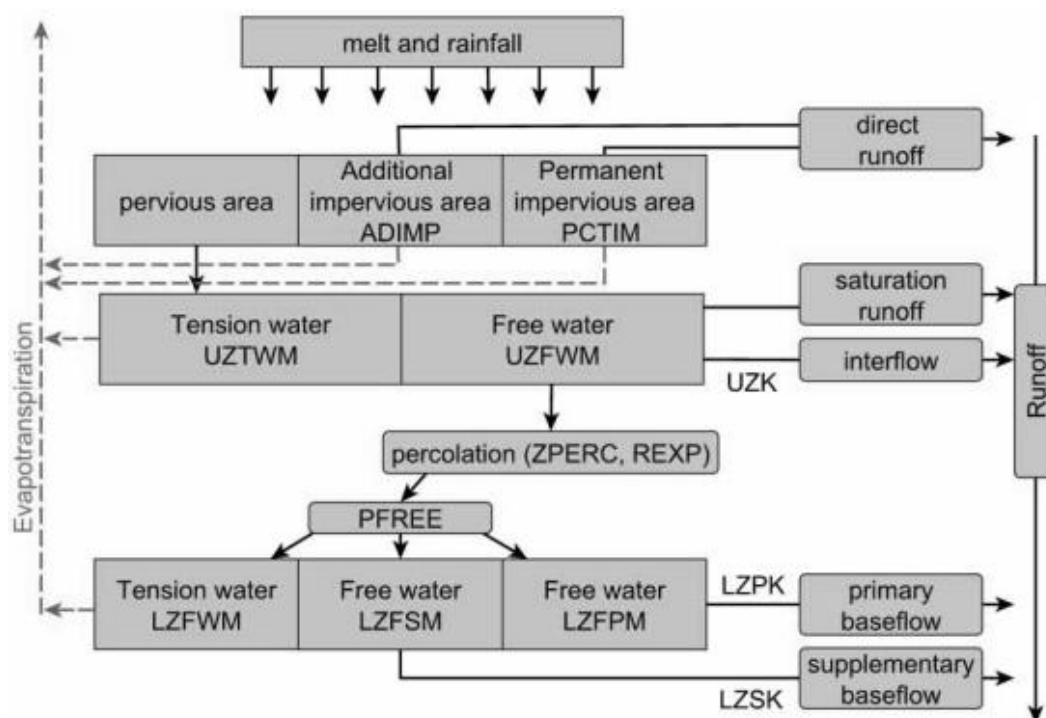 melt and rainfall
direct
runoff
pervious area
Additional
impervious area
ADIMP
Permanent
impervious area
PCTIM
saturation
runoff
Tension water
UZTWM
Free water
UZFWM
UZK
interflow
Evapotranspiration
Runoff
percolation (ZPERC, REXP)
PFREE
Tension water
LZFWM
Free water
LZFSM
Free water
LZFPM
LZPK
primary
baseflow
LZSK
supplementary
baseflow